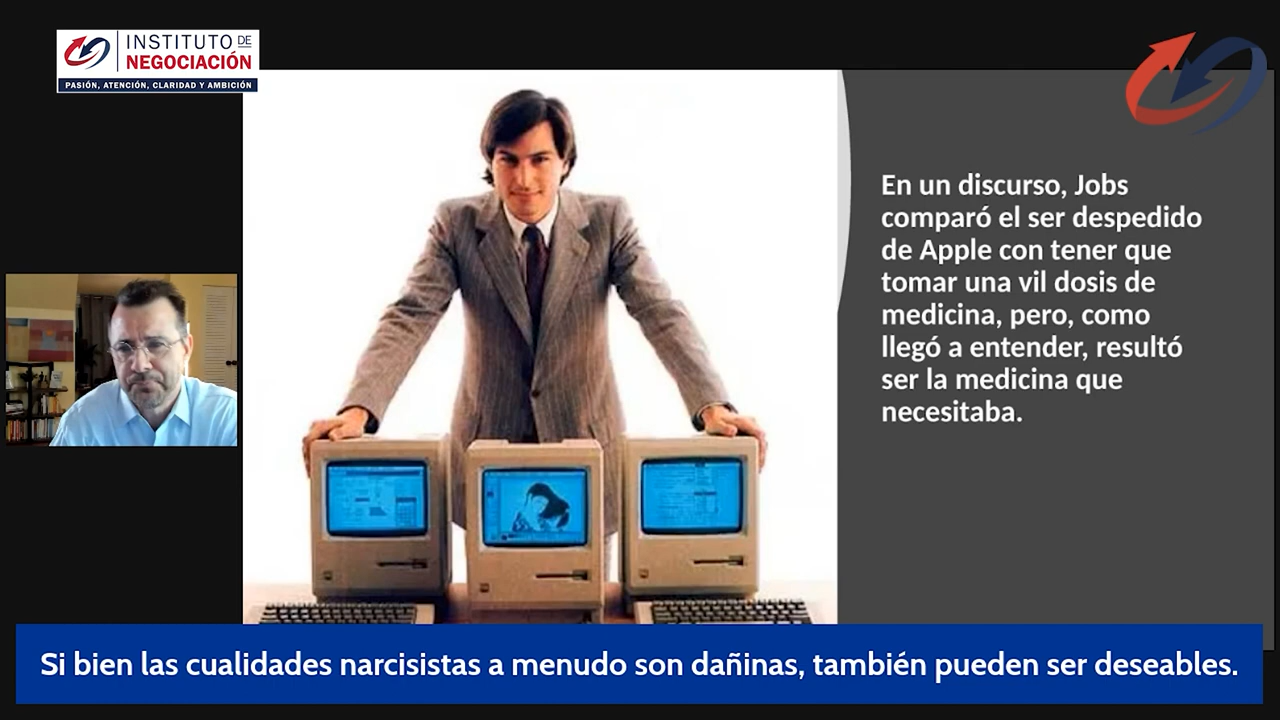 INSTITUTO DE
NEGOCIACIÓN
PASIÓN, ATENCIÓN, CLARIDAD Y AMBICIÓN
En un discurso, Jobs
comparó el ser despedido
de Apple con tener que
tomar una vil dosis de
medicina, pero, como
llegó a entender, resultó
ser la medicina que
necesitaba.
Si bien las cualidades narcisistas a menudo son dañinas, también pueden ser deseables.